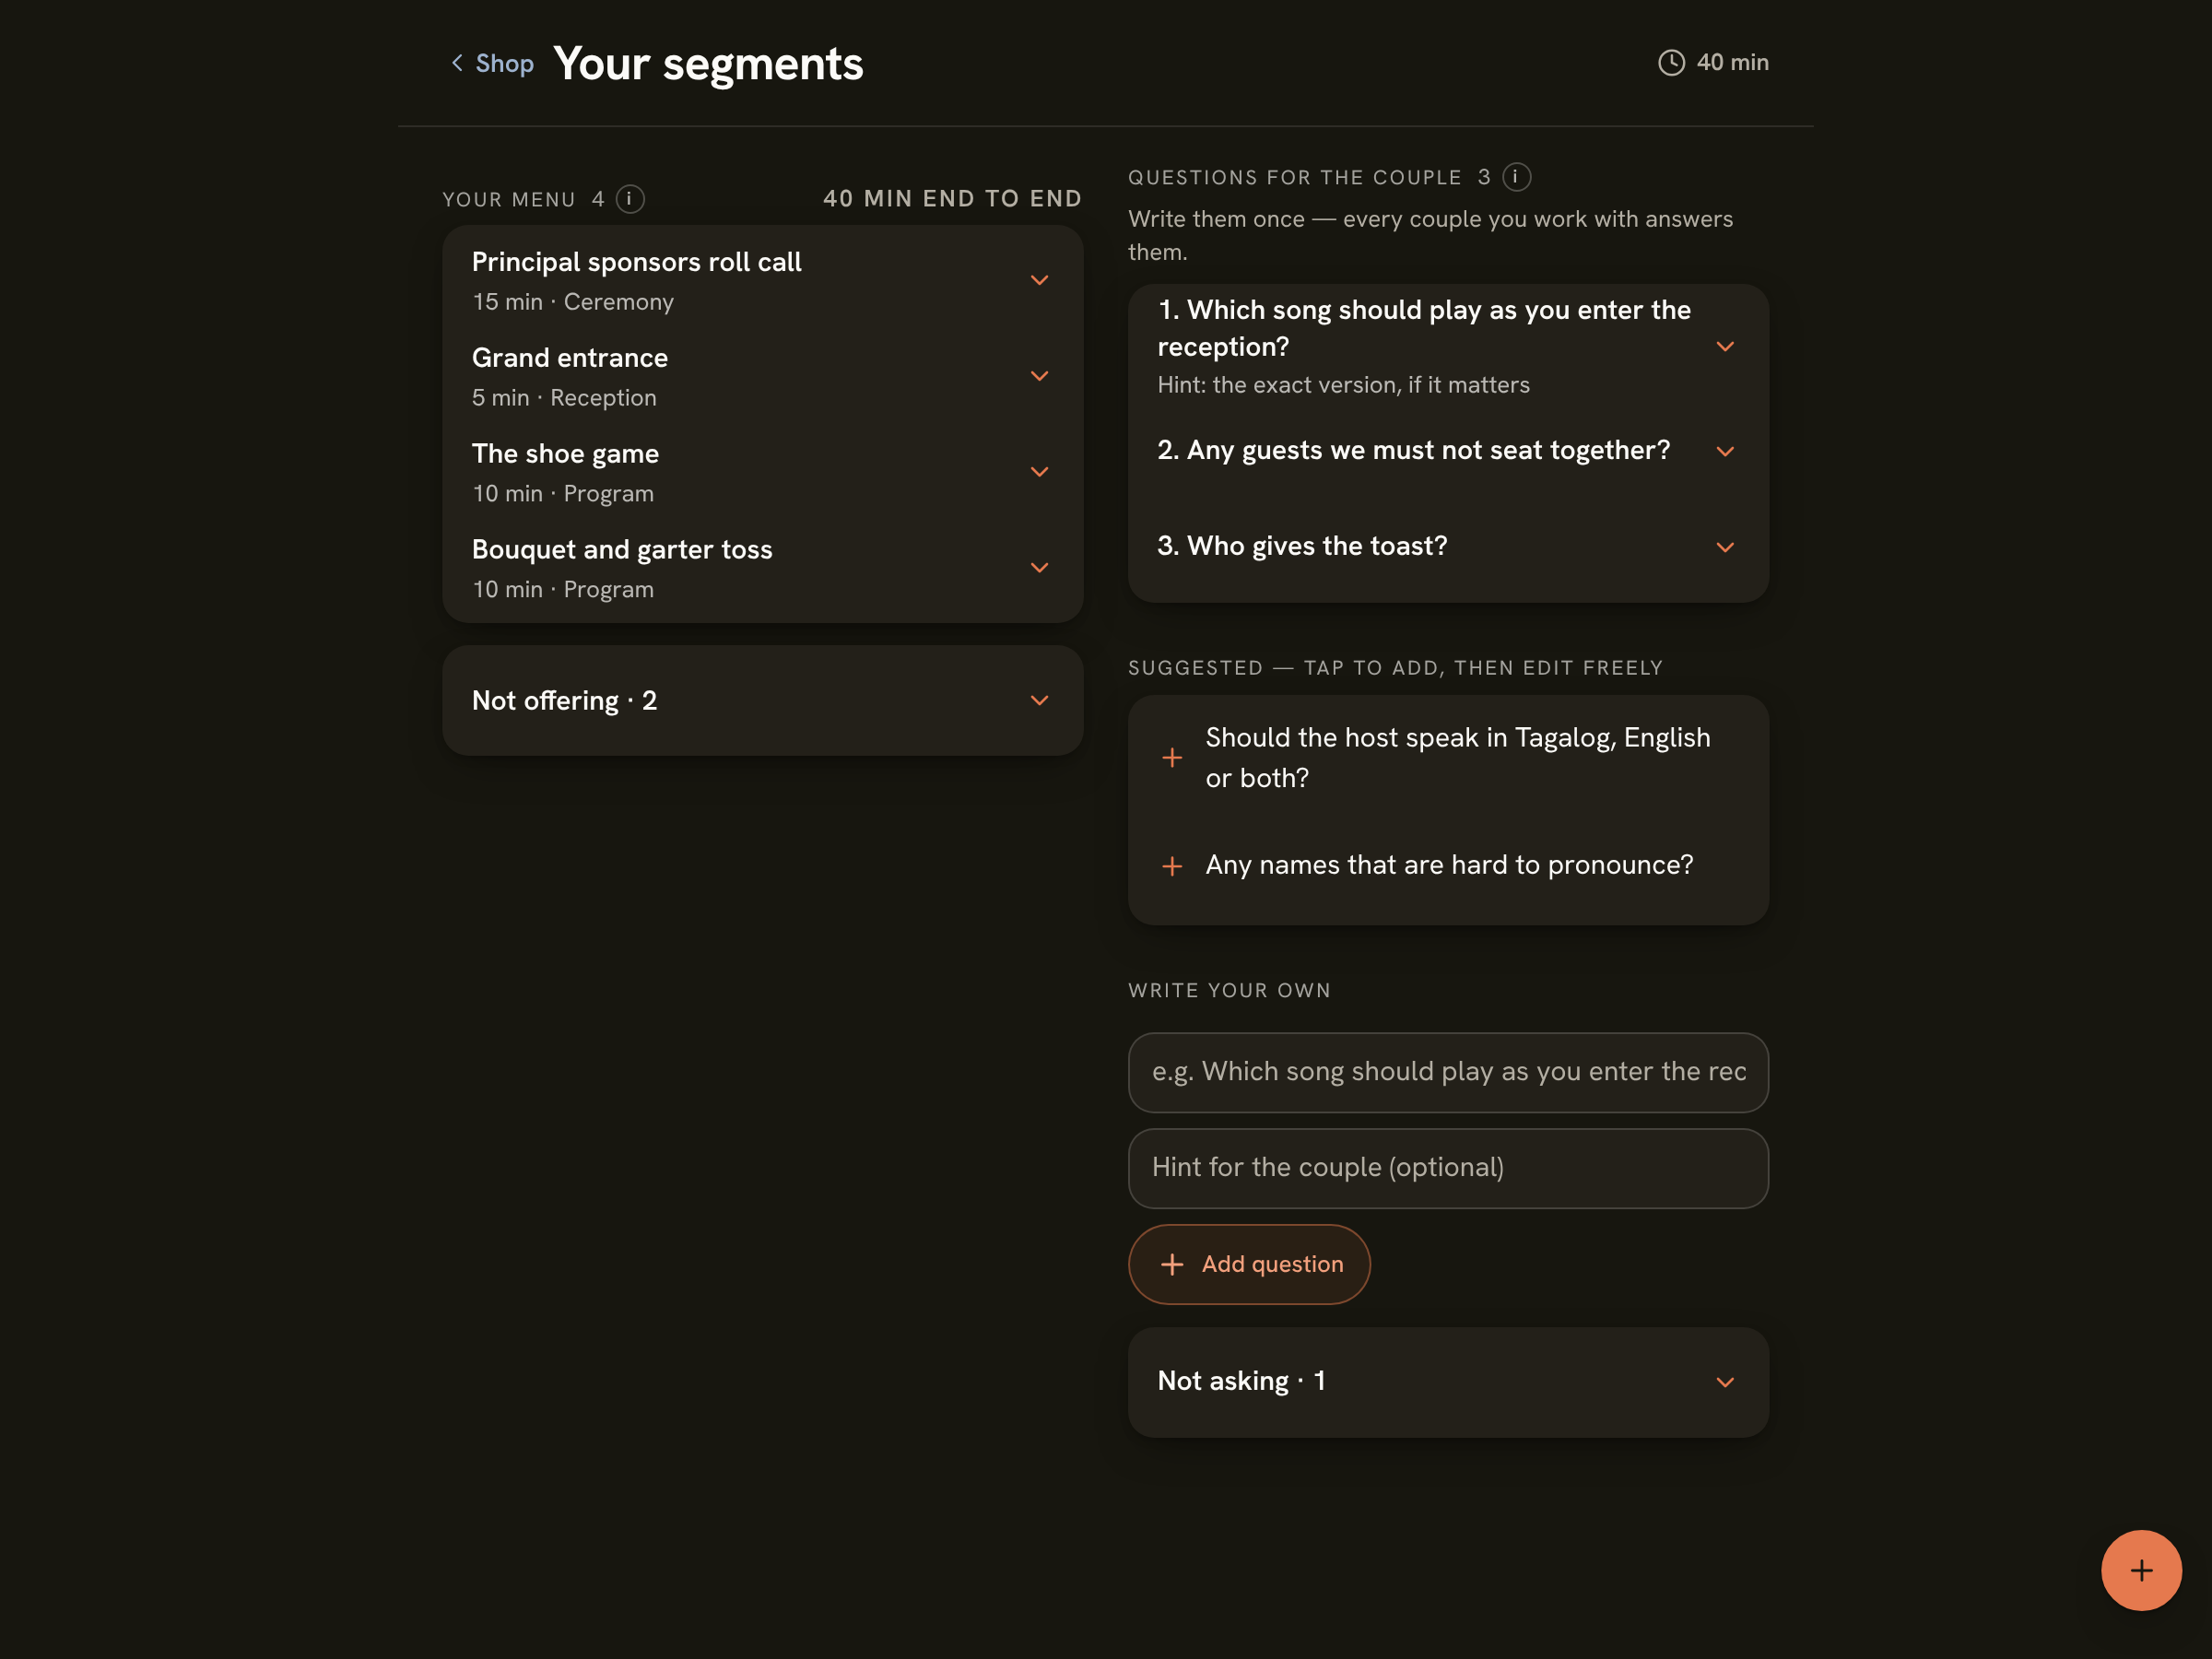 Shop
Your segments
40 min
YOUR MENU 4
40 MIN END TO END
Principal sponsors roll call
15 min · Ceremony
Grand entrance
5 min · Reception
The shoe game
10 min · Program
Bouquet and garter toss
10 min · Program
Not offering · 2
QUESTIONS FOR THE COUPLE 3
Write them once — every couple you work with answers
them.
1. Which song should play as you enter the
reception?
Hint: the exact version, if it matters
2. Any guests we must not seat together?
3. Who gives the toast?
SUGGESTED — TAP TO ADD, THEN EDIT FREELY
Should the host speak in Tagalog, English
or both?
Any names that are hard to pronounce?
WRITE YOUR OWN
e.g. Which song should play as you enter the rec
Hint for the couple (optional)
Add question
Not asking · 1